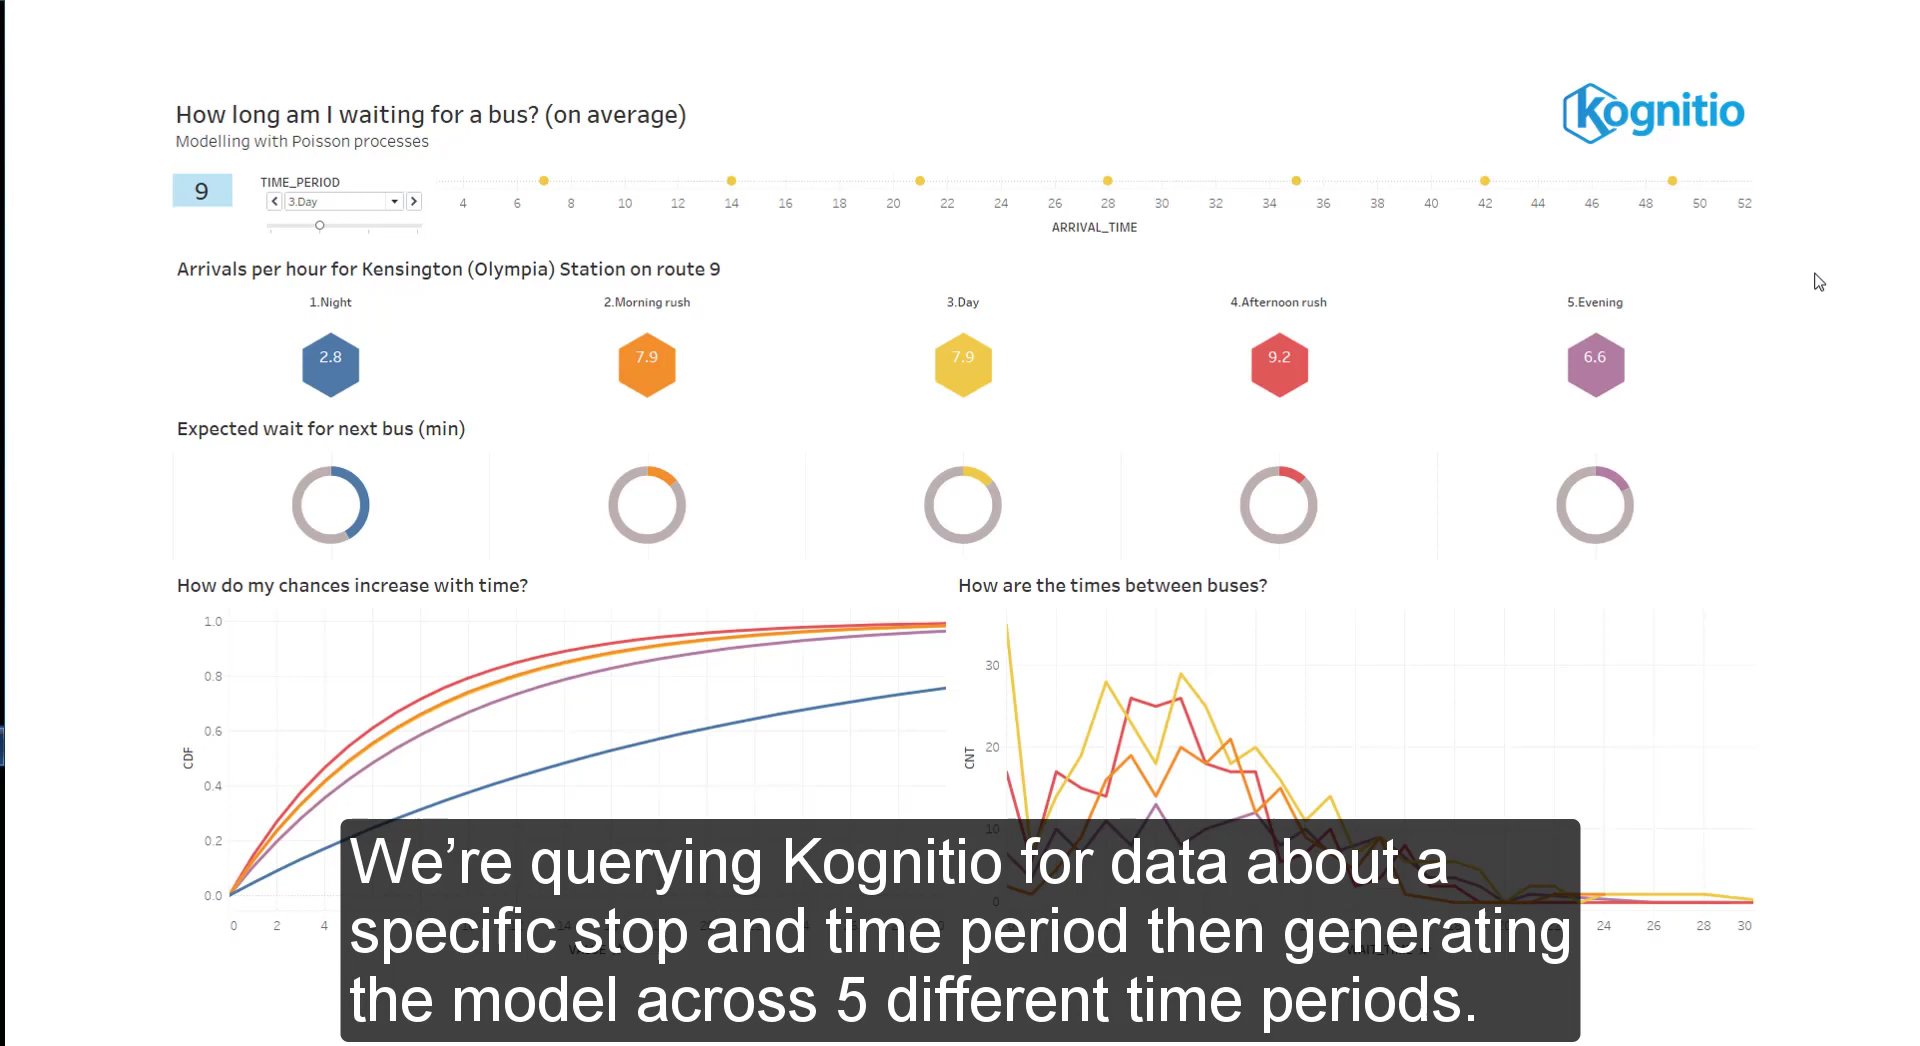 How long am I waiting for a bus? (on average)
Modelling with Poisson processes
kognitio
9
TIME_PERIOD
3.Day
4 6 8 10 12 14 16 18 20 22 24 26 28 30 32 34 36 38 40 42 44 46 48 50 52
ARRIVAL_TIME
Arrivals per hour for Kensington (Olympia) Station on route 9
1.Night 2.Morning rush 3.Day 4.Afternoon rush 5.Evening
2.8 7.9 7.9 9.2 6.6
Expected wait for next bus (min)
How do my chances increase with time?
1.0
0.8
0.6
0.4
0.2
0.0
CDF
0 2 4
How are the times between buses?
30
20
10
0
CNT
24 26 28 30
We’re querying Kognitio for data about a
specific stop and time period then generating
the model across 5 different time periods.